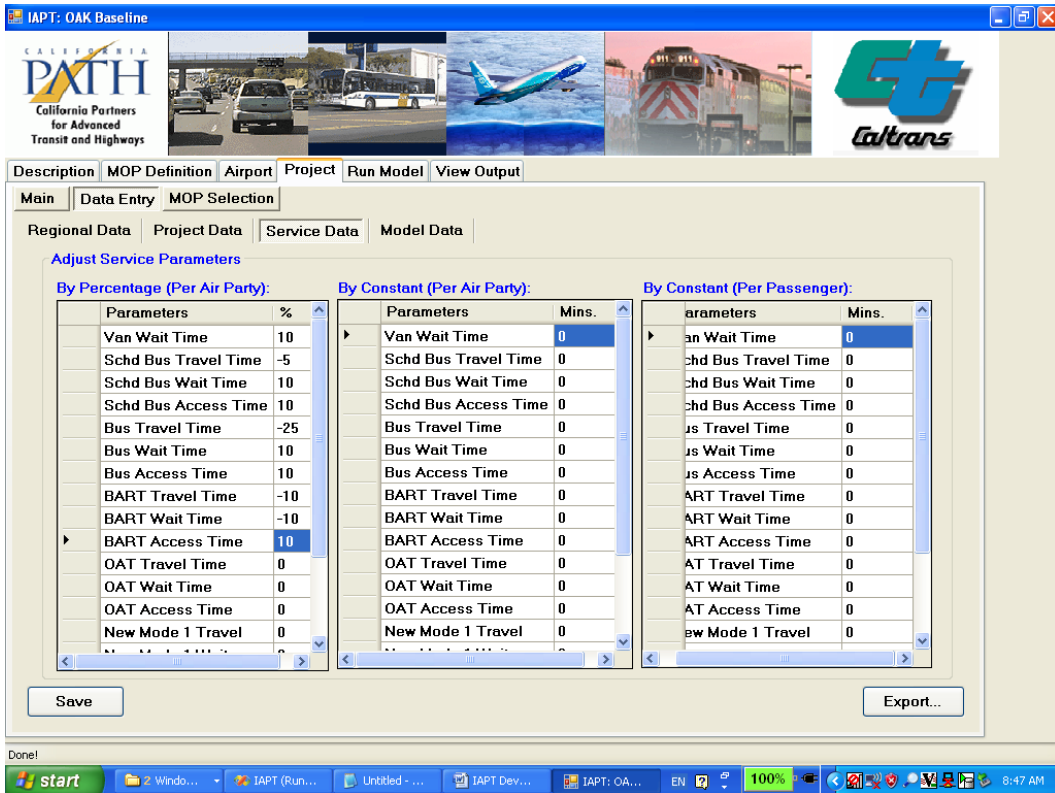 IAPT: OAK Baseline
CALIFORNIA
PATH
California Partners
for Advanced
Transit and Highways
911 911
Caltrans
Description MOP Definition Airport Project Run Model View Output
Main Data Entry MOP Selection
Regional Data Project Data Service Data Model Data
Adjust Service Parameters
By Percentage (Per Air Party):
Parameters %
Van Wait Time 10
Schd Bus Travel Time -5
Schd Bus Wait Time 10
Schd Bus Access Time 10
Bus Travel Time -25
Bus Wait Time 10
Bus Access Time 10
BART Travel Time -10
BART Wait Time -10
BART Access Time 10
OAT Travel Time 0
OAT Wait Time 0
OAT Access Time 0
New Mode 1 Travel 0
By Constant (Per Air Party):
Parameters Mins.
Van Wait Time 0
Schd Bus Travel Time 0
Schd Bus Wait Time 0
Schd Bus Access Time 0
Bus Travel Time 0
Bus Wait Time 0
Bus Access Time 0
BART Travel Time 0
BART Wait Time 0
BART Access Time 0
OAT Travel Time 0
OAT Wait Time 0
OAT Access Time 0
New Mode 1 Travel 0
By Constant (Per Passenger):
arameters Mins.
an Wait Time 0
chd Bus Travel Time 0
chd Bus Wait Time 0
chd Bus Access Time 0
us Travel Time 0
us Wait Time 0
us Access Time 0
ART Travel Time 0
ART Wait Time 0
ART Access Time 0
AT Travel Time 0
AT Wait Time 0
AT Access Time 0
ew Mode 1 Travel 0
Save Export...
Done!
start 2 Windo... IAPT (Run... Untitled - ... IAPT Dev... IAPT: OA... EN 100% 8:47 AM